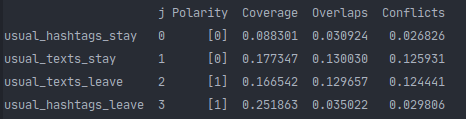 j Polarity Coverage Overlaps Conflicts
usual_hashtags_stay 0 [0] 0.088301 0.030924 0.026826
usual_texts_stay 1 [0] 0.177347 0.130030 0.125931
usual_texts_leave 2 [1] 0.166542 0.129657 0.124441
usual_hashtags_leave 3 [1] 0.251863 0.035022 0.029806